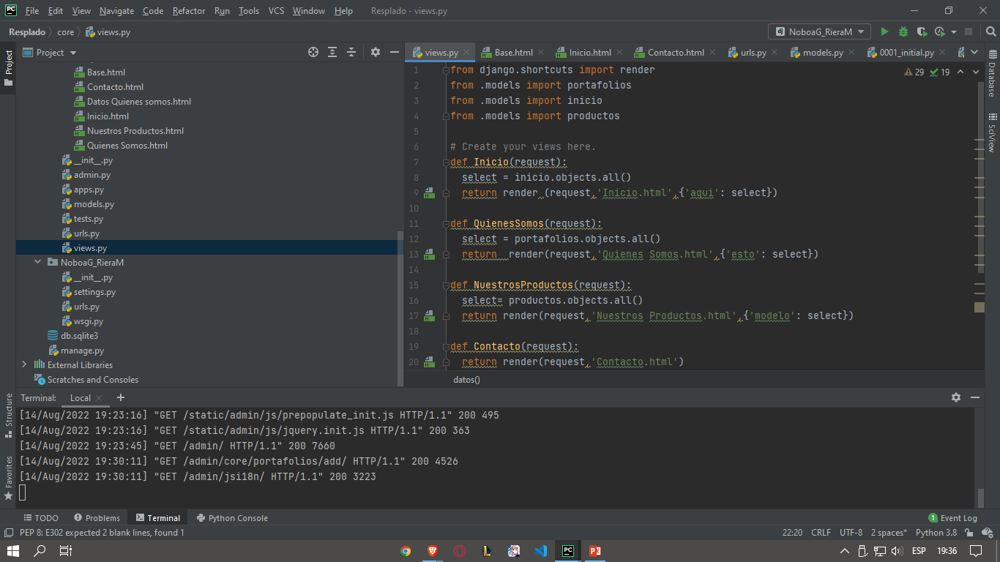 PC File Edit View Navigate Code Refactor Run Tools VCS Window Help Resplado - views.py
Resplado core views.py NoboaG_RieraM
Project
Project
views.py Base.html Inicio.html Contacto.html urls.py models.py 0001_initial.py
Base.html
Contacto.html
Datos Quienes somos.html
Inicio.html
Nuestros Productos.html
Quienes Somos.html
__init__.py
admin.py
apps.py
models.py
tests.py
urls.py
views.py
NoboaG_RieraM
__init__.py
settings.py
urls.py
wsgi.py
db.sqlite3
manage.py
External Libraries
Scratches and Consoles
29 19
1 from django.shortcuts import render
2 from .models import portafolios
3 from .models import inicio
4 from .models import productos
5
6 # Create your views here.
7 def Inicio(request):
8 select = inicio.objects.all()
9 return render (request,'Inicio.html',{'aqui': select})
10
11 def QuienesSomos(request):
12 select = portafolios.objects.all()
13 return  render(request,'Quienes Somos.html',{'esto': select})
14
15 def NuestrosProductos(request):
16 select= productos.objects.all()
17 return render(request,'Nuestros Productos.html',{'modelo': select})
18
19 def Contacto(request):
20 return render(request,'Contacto.html')
datos()
Database
SciView
Structure
Favorites
Terminal: Local
[14/Aug/2022 19:23:16] "GET /static/admin/js/prepopulate_init.js HTTP/1.1" 200 495
[14/Aug/2022 19:23:16] "GET /static/admin/js/jquery.init.js HTTP/1.1" 200 363
[14/Aug/2022 19:23:45] "GET /admin/ HTTP/1.1" 200 7660
[14/Aug/2022 19:30:11] "GET /admin/core/portafolios/add/ HTTP/1.1" 200 4526
[14/Aug/2022 19:30:11] "GET /admin/jsi18n/ HTTP/1.1" 200 3223
TODO Problems Terminal Python Console 1 Event Log
PEP 8: E302 expected 2 blank lines, found 1 22:20 CRLF UTF-8 2 spaces* Python 3.8
ESP 19:36